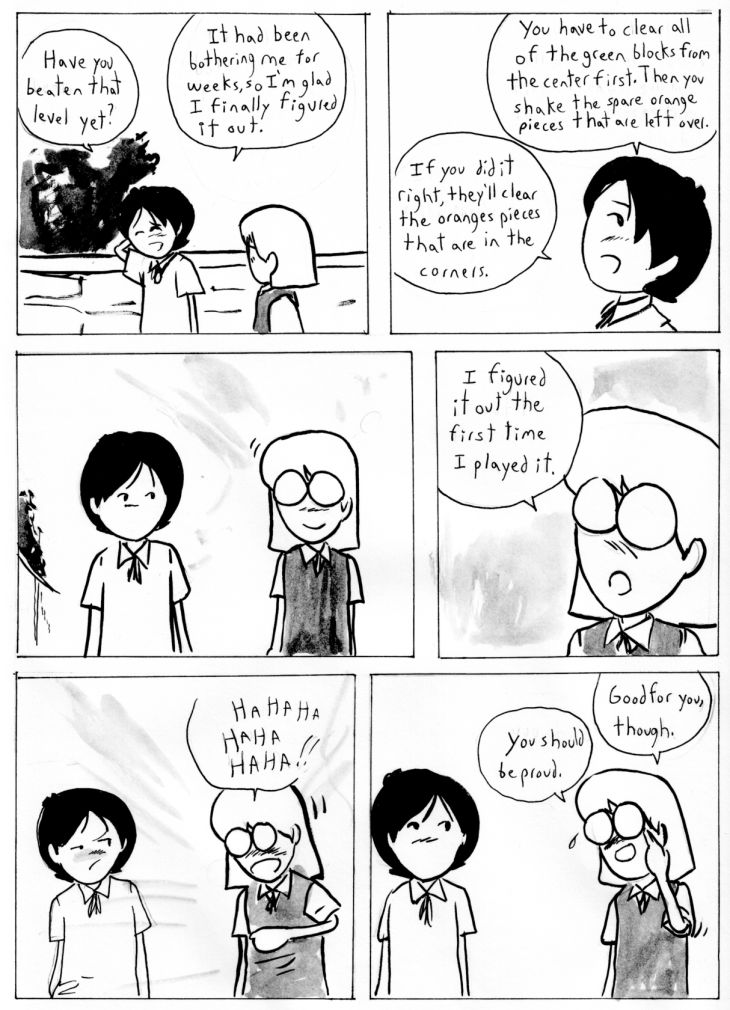 Have you
beaten that
level yet?
It had been
bothering me for
weeks, so I'm glad
I finally figured
it out.
You have to clear all
of the green blocks from
the center first. Then you
shake the spare orange
pieces that are left over.
If you did it
right, they'll clear
the oranges pieces
that are in the
corners.
I figured
it out the
first time
I played it.
HA HA HA
HAHA
HAHA!!
Good for you,
though.
You should
be proud.